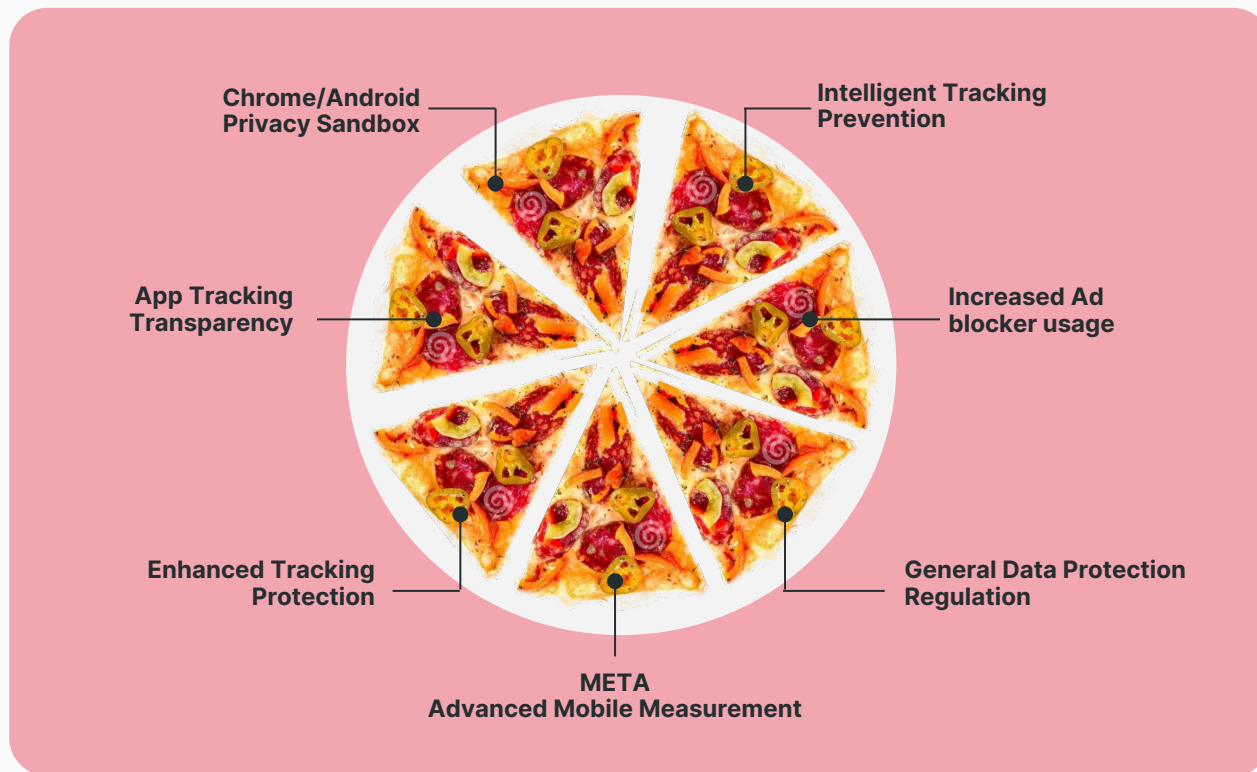 Chrome/Android
Privacy Sandbox
Intelligent Tracking
Prevention
App Tracking
Transparency
Increased Ad
blocker usage
Enhanced Tracking
Protection
General Data Protection
Regulation
META
Advanced Mobile Measurement